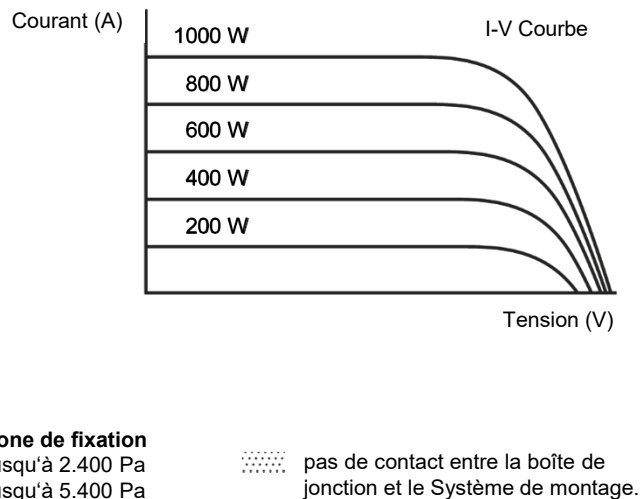 Courant (A)
I-V Courbe
1000 W
800 W
600 W
400 W
200 W
Tension (V)
one de fixation
usqu‘à 2.400 Pa
usqu‘à 5.400 Pa
pas de contact entre la boîte de
jonction et le Système de montage.